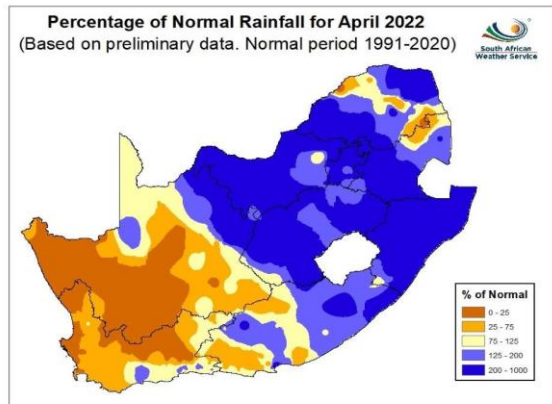 Percentage of Normal Rainfall for April 2022
(Based on preliminary data. Normal period 1991-2020)
South African
Weather Service
% of Normal
0 - 25
25 - 75
75 - 125
125 - 200
200 - 1000